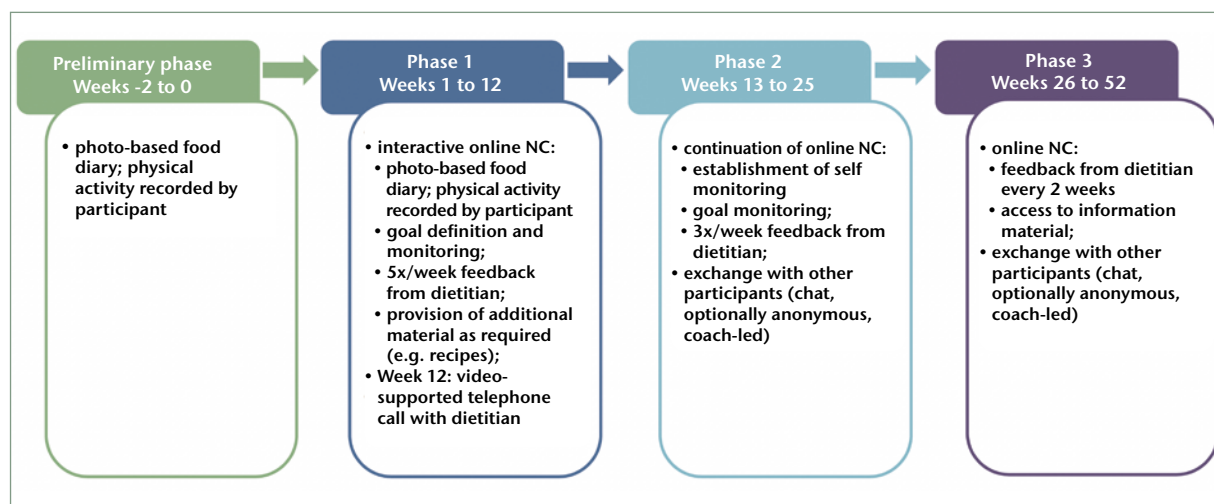 Preliminary phase
Weeks -2 to 0
• photo-based food
diary; physical
activity recorded by
participant
Phase 1
Weeks 1 to 12
• interactive online NC:
• photo-based food
diary; physical activity
recorded by participant
• goal definition and
monitoring;
• 5x/week feedback
from dietitian;
• provision of additional
material as required
(e.g. recipes);
• Week 12: video-
supported telephone
call with dietitian
Phase 2
Weeks 13 to 25
• continuation of online NC:
• establishment of self
monitoring
• goal monitoring;
• 3x/week feedback from
dietitian;
• exchange with other
participants (chat,
optionally anonymous,
coach-led)
Phase 3
Weeks 26 to 52
• online NC:
• feedback from dietitian
every 2 weeks
• access to information
material;
• exchange with other
participants (chat,
optionally anonymous,
coach-led)